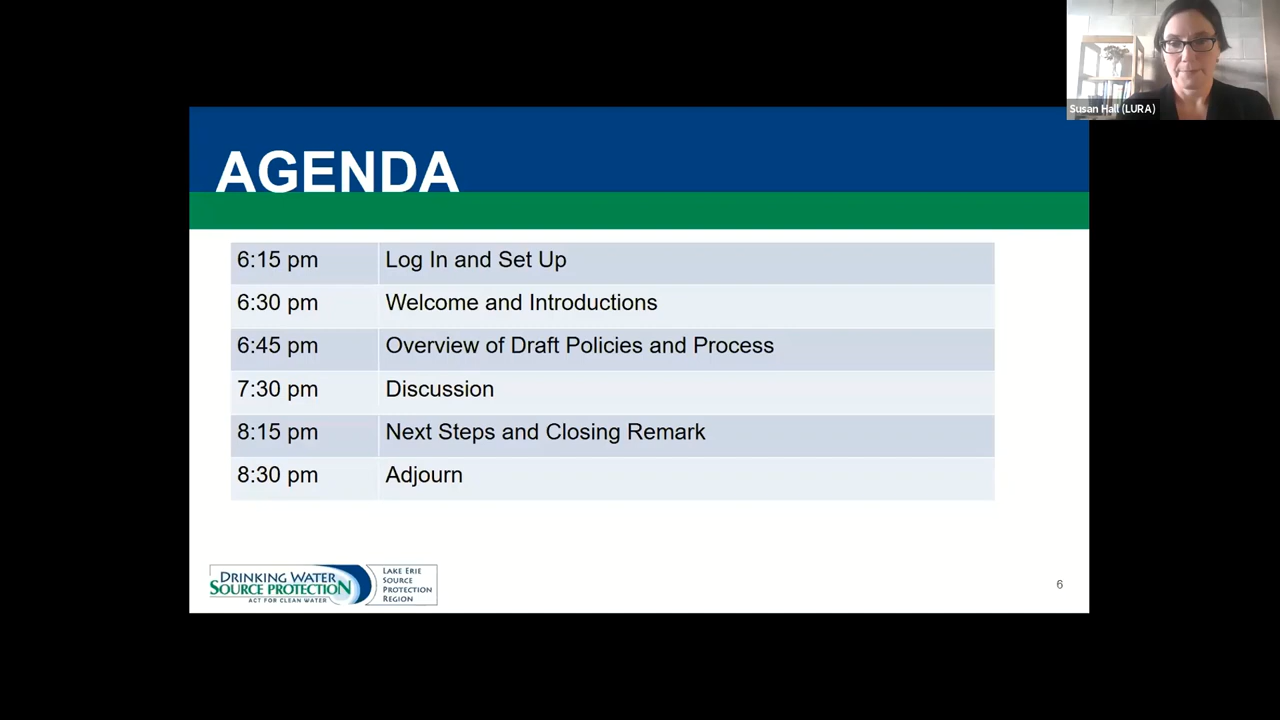 Susan Hall (LURA)
AGENDA
6:15 pm Log In and Set Up
6:30 pm Welcome and Introductions
6:45 pm Overview of Draft Policies and Process
7:30 pm Discussion
8:15 pm Next Steps and Closing Remark
8:30 pm Adjourn
DRINKING WATER
SOURCE PROTECTION
ACT FOR CLEAN WATER
LAKE ERIE
SOURCE
PROTECTION
REGION
6